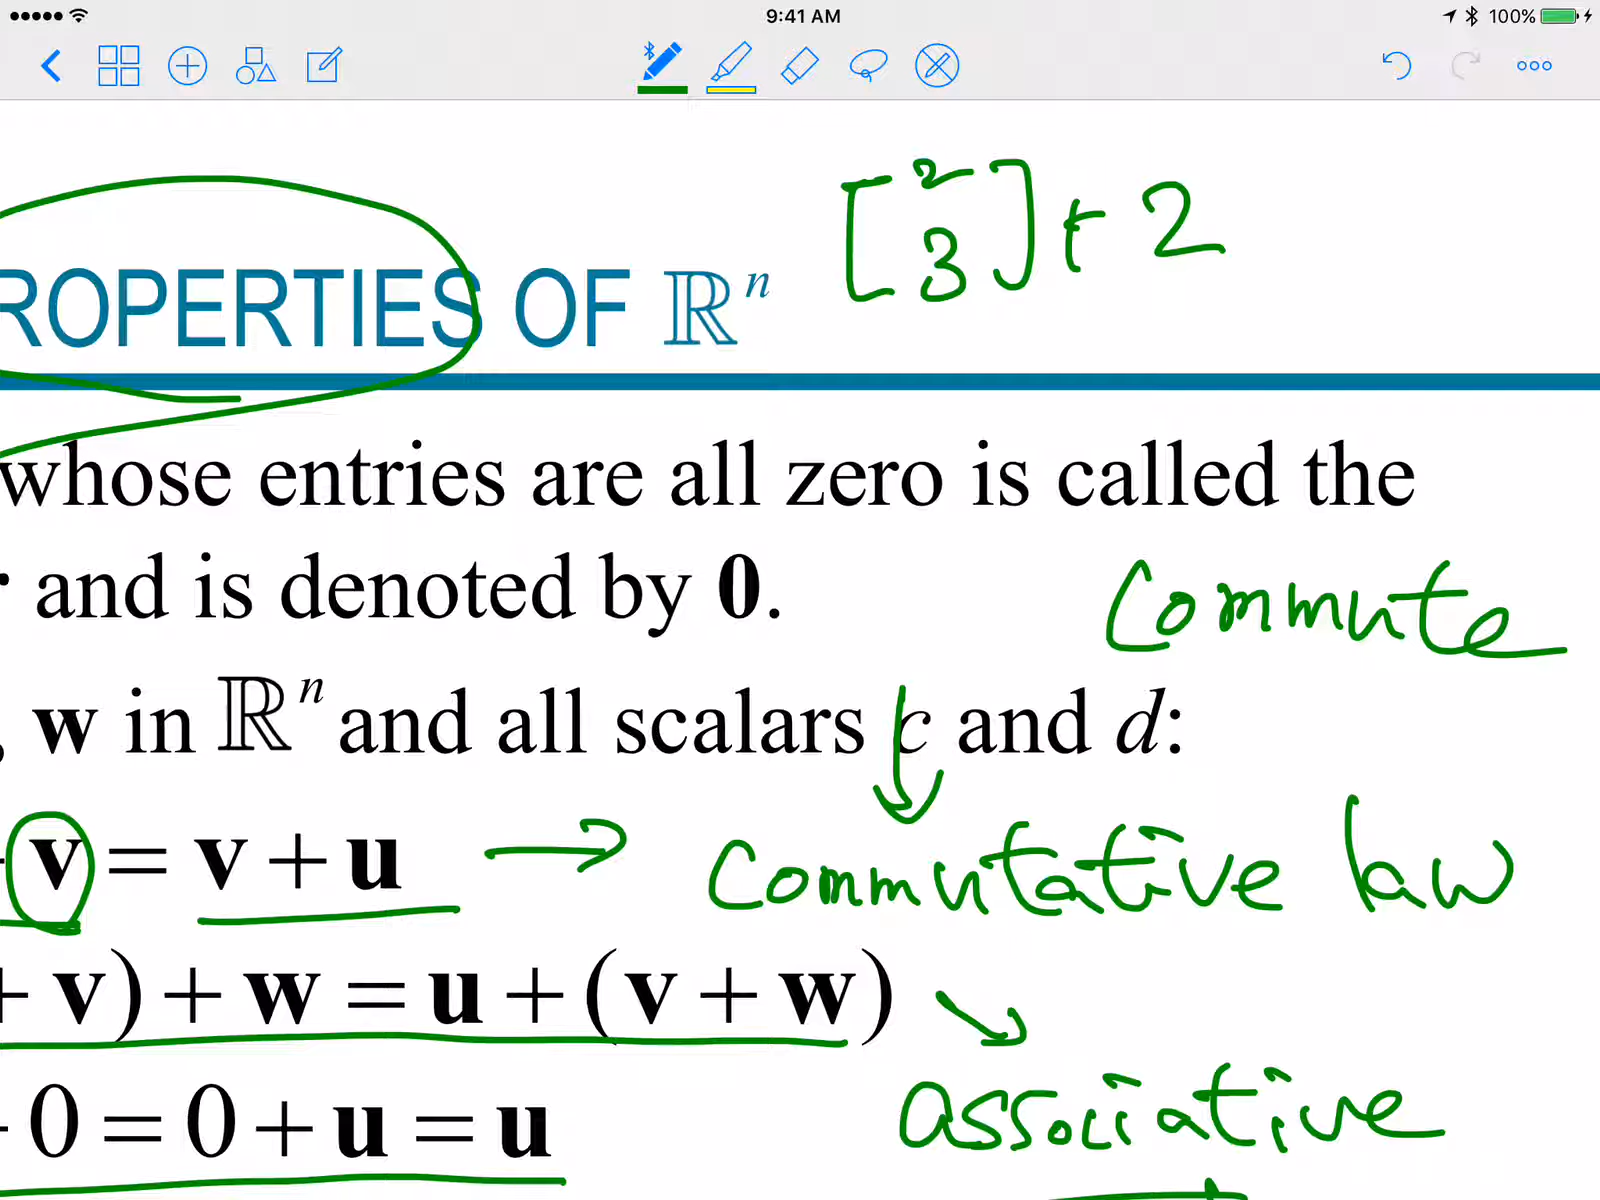 9:41 AM
100%
[2 3] + 2
ROPERTIES OF ℝⁿ
whose entries are all zero is called the
and is denoted by 0.
Commute
, w in ℝⁿ and all scalars c and d:
v = v + u → Commutative law
+ v) + w = u + (v + w)
associative
0 = 0 + u = u